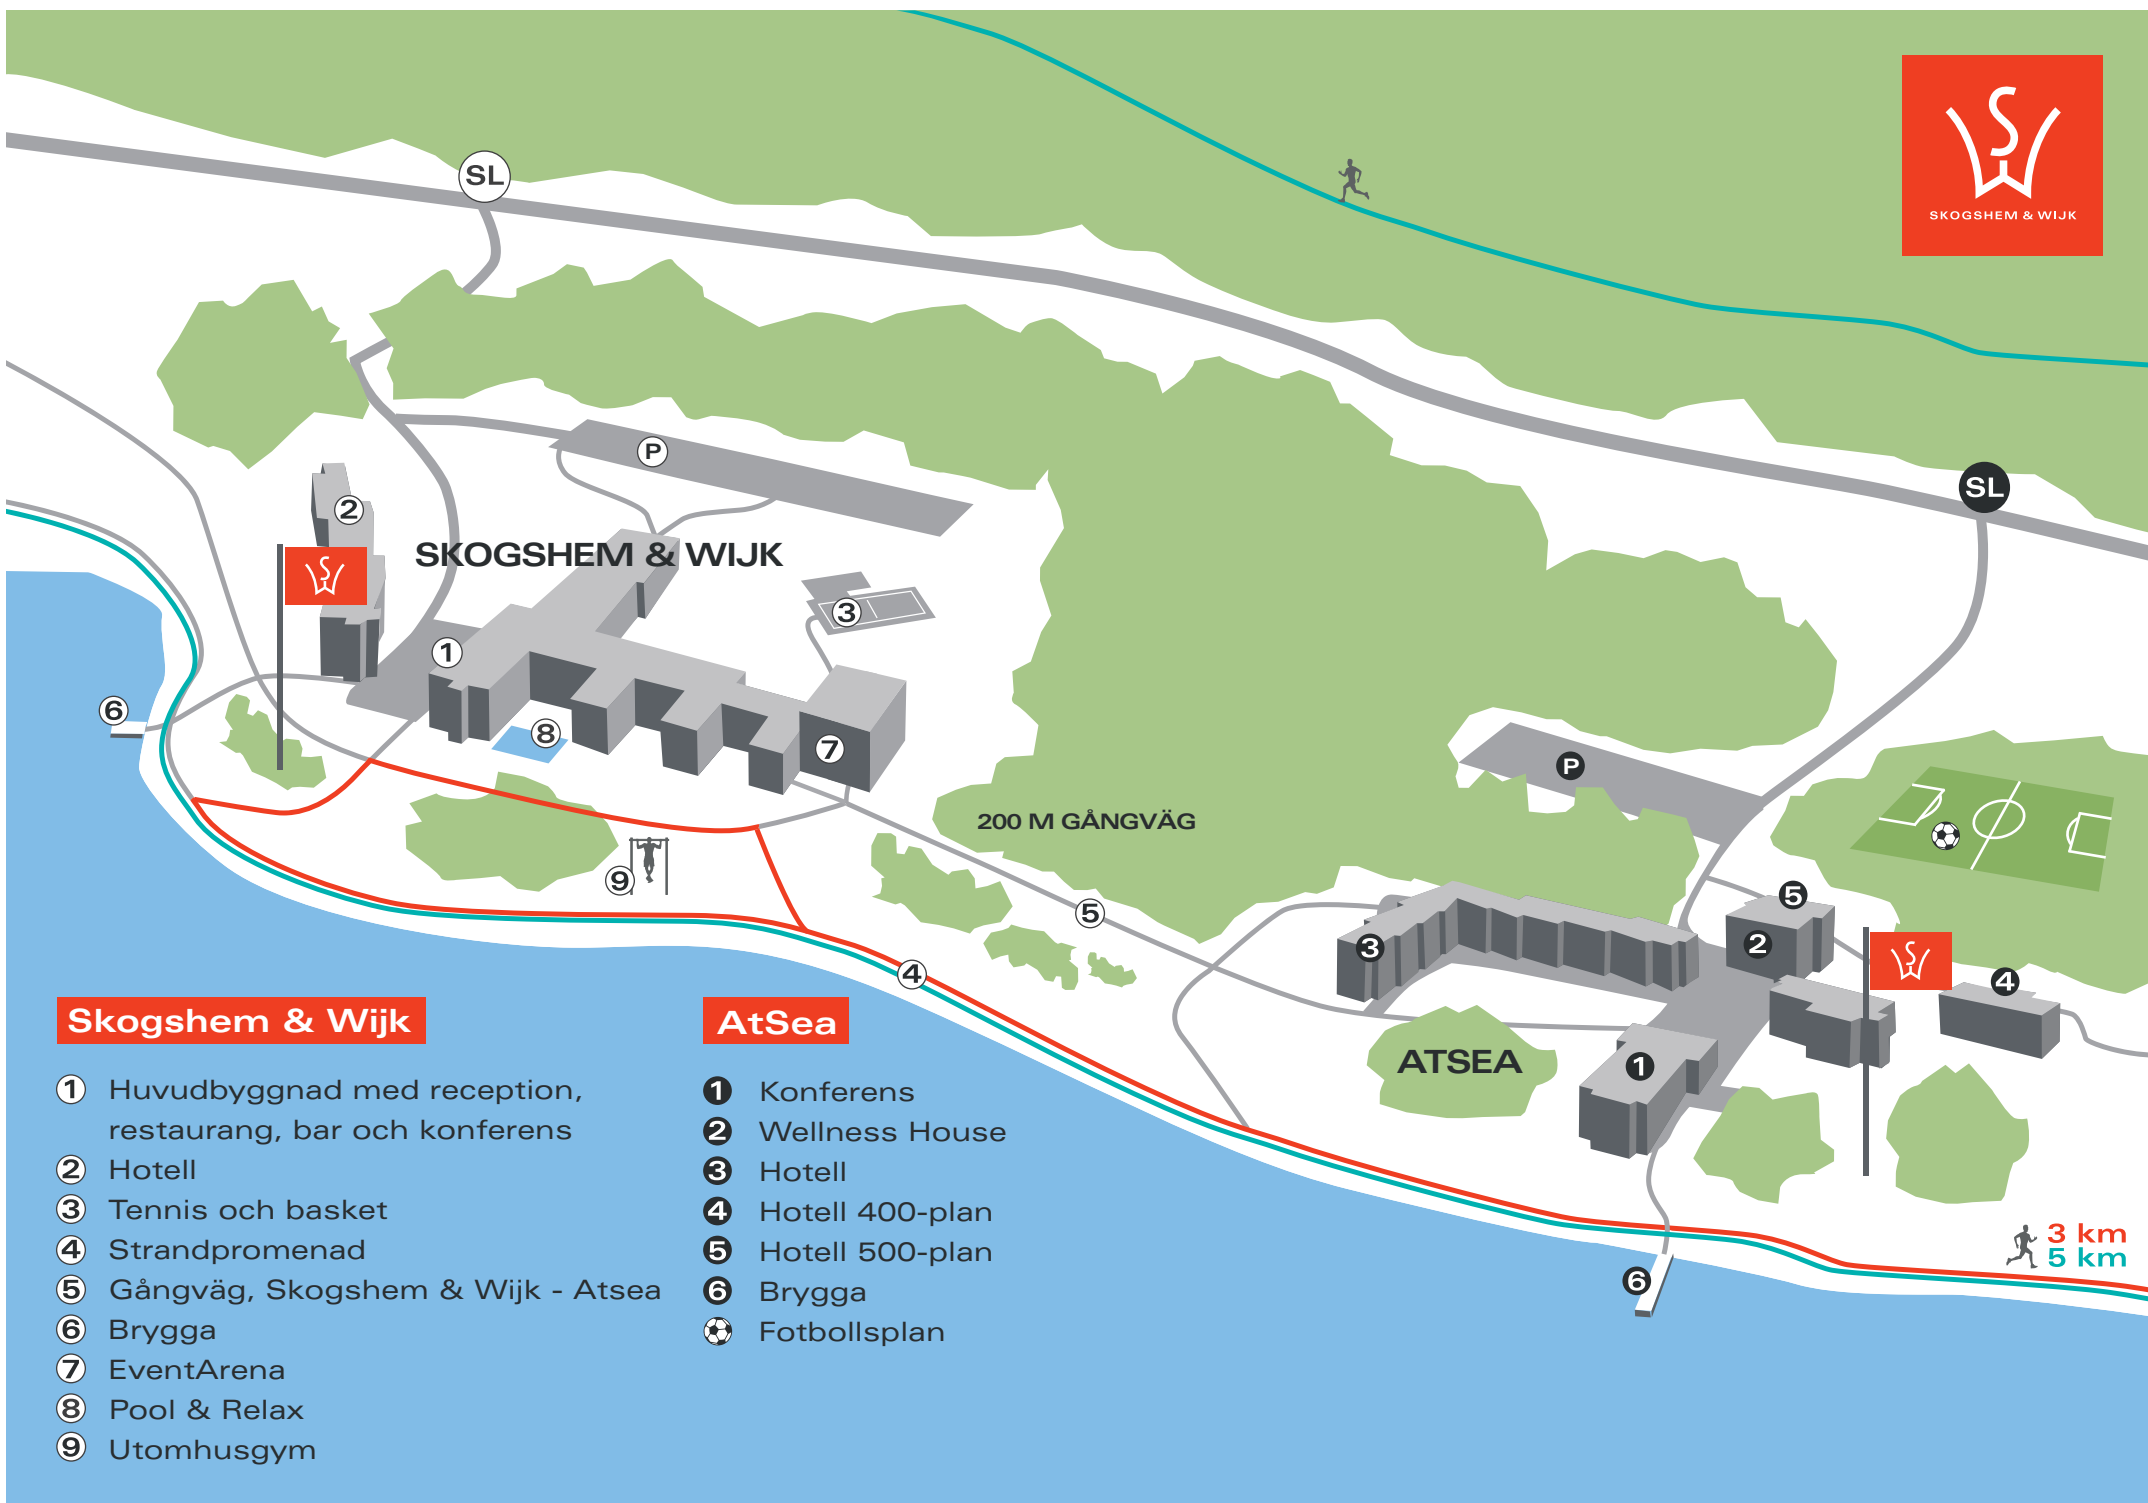 SL
SKOGSHEM & WIJK
P
2
SL
SKOGSHEM & WIJK
3
1
6
8
7
P
200 M GÅNGVÄG
9
5
5
3
2
4
4
ATSEA
1
6
3 km
5 km
Skogshem & Wijk
1 Huvudbyggnad med reception,
restaurang, bar och konferens
2 Hotell
3 Tennis och basket
4 Strandpromenad
5 Gångväg, Skogshem & Wijk - Atsea
6 Brygga
7 EventArena
8 Pool & Relax
9 Utomhusgym
AtSea
1 Konferens
2 Wellness House
3 Hotell
4 Hotell 400-plan
5 Hotell 500-plan
6 Brygga
Fotbollsplan